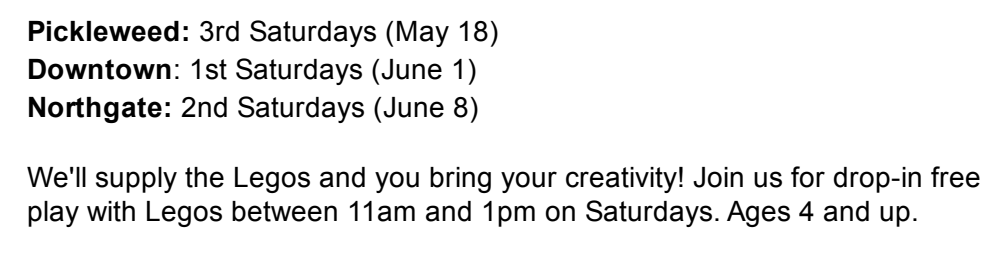 Pickleweed: 3rd Saturdays (May 18)
Downtown: 1st Saturdays (June 1)
Northgate: 2nd Saturdays (June 8)
We'll supply the Legos and you bring your creativity! Join us for drop-in free
play with Legos between 11am and 1pm on Saturdays. Ages 4 and up.